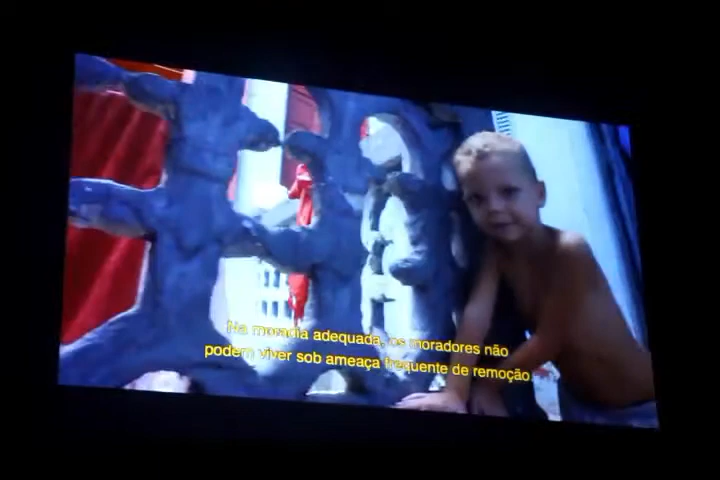 Na moradia adequada, os moradores não
podem viver sob ameaça frequente de remoção.